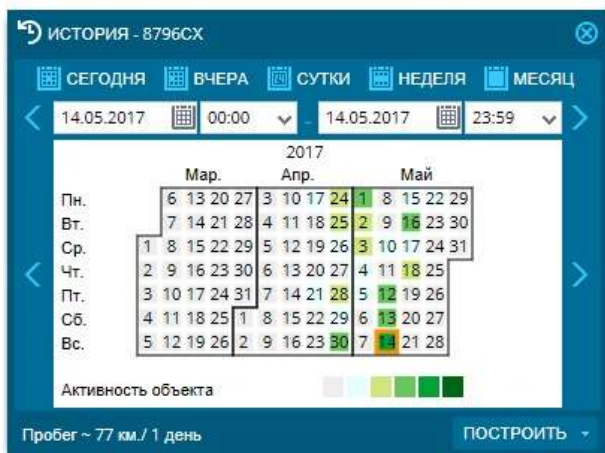 ИСТОРИЯ - 8796СХ
СЕГОДНЯ ВЧЕРА СУТКИ НЕДЕЛЯ МЕСЯЦ
14.05.2017 00:00 - 14.05.2017 23:59
2017
Мар. Апр. Май
Пн. 6 13 20 27 3 10 17 24 1 8 15 22 29
Вт. 7 14 21 28 4 11 18 25 2 9 16 23 30
Ср. 1 8 15 22 29 5 12 19 26 3 10 17 24 31
Чт. 2 9 16 23 30 6 13 20 27 4 11 18 25
Пт. 3 10 17 24 31 7 14 21 28 5 12 19 26
Сб. 4 11 18 25 1 8 15 22 29 6 13 20 27
Вс. 5 12 19 26 2 9 16 23 30 7 14 21 28
Активность объекта
Пробег ~ 77 км./ 1 день ПОСТРОИТЬ